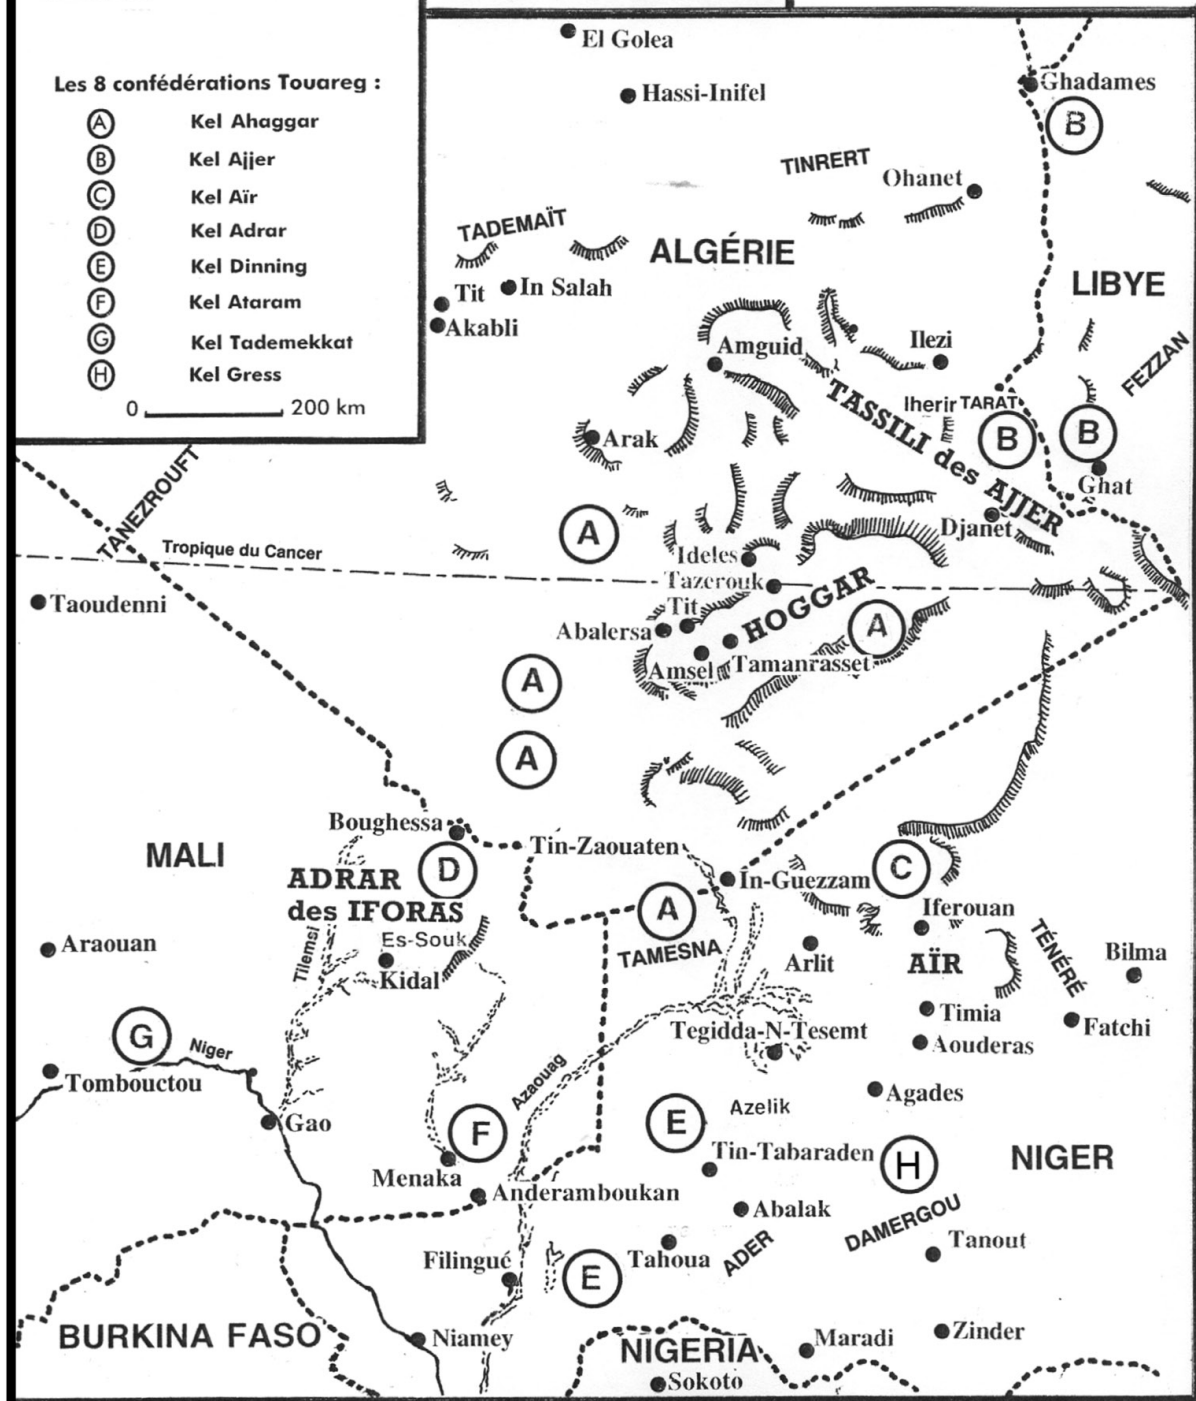 Les 8 confédérations Touareg :
A Kel Ahaggar
B Kel Ajjer
C Kel Aïr
D Kel Adrar
E Kel Dinning
F Kel Ataram
G Kel Tademekkat
H Kel Gress
0 200 km
El Golea
Hassi-Inifel
Ghadames
B
TINRERT
Ohanet
TADEMAÏT
ALGÉRIE
LIBYE
Tit
In Salah
Akabli
Amguid
Ilezi
FEZZAN
TASSILI des AJJER
Iherir
TARAT
Arak
B
B
Ghat
TANEZROUFT
A
Djanet
Tropique du Cancer
Ideles
Tazerouk
Taoudenni
Tit
HOGGAR
A
Abalersa
Amsel
Tamanrasset
A
A
Boughessa
MALI
Tin-Zaouaten
ADRAR
des IFORAS
D
In-Guezzam
C
A
Iferouan
Tilemsi
Es-Souk
TAMESNA
TÉNÉRÉ
Araouan
Kidal
Arlit
AÏR
Bilma
G
Niger
Timia
Fatchi
Tegidda-N-Tesemt
Aouderas
Tombouctou
Azaouag
Agades
Gao
F
E
Azelik
Menaka
Tin-Tabaraden
H
NIGER
Anderamboukan
Abalak
DAMERGOU
Filingué
E
Tahoua
ADER
Tanout
BURKINA FASO
Niamey
NIGERIA
Maradi
Zinder
Sokoto